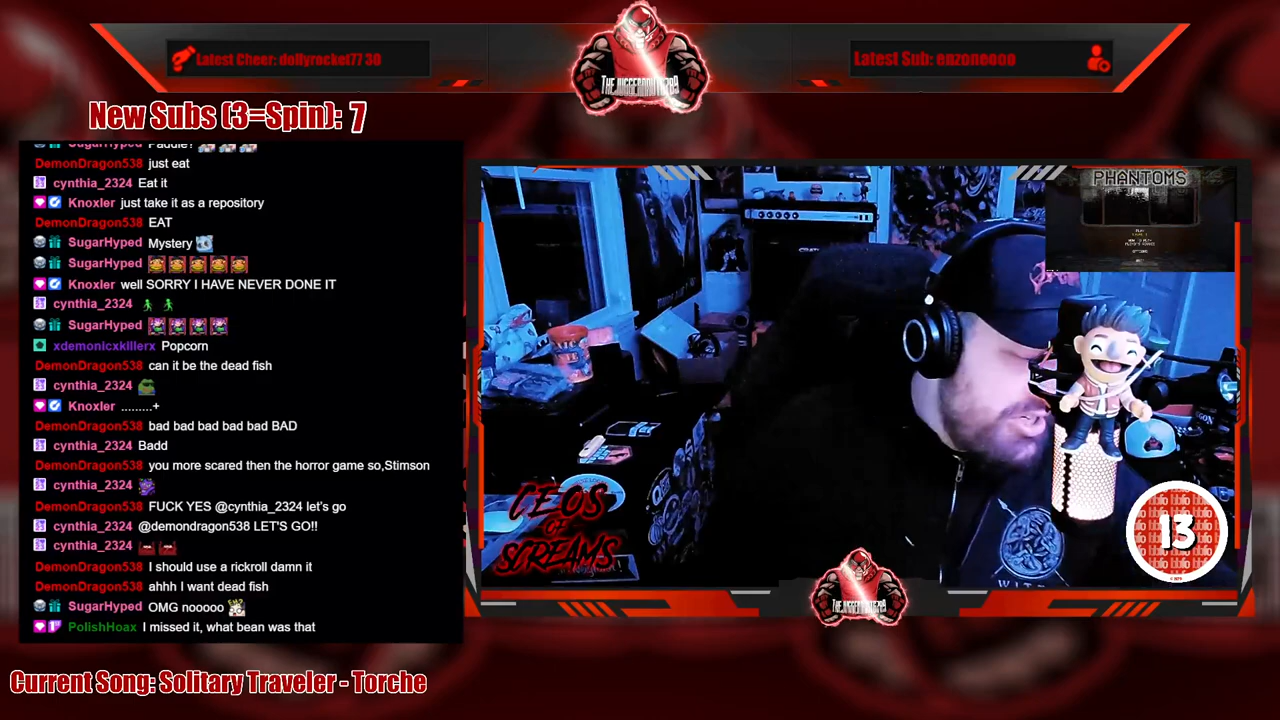 Latest Cheer: dollyrocket77 30
THEJUGGERNAUT1289
Latest Sub: enzoneooo
New Subs (3=Spin): 7
SugarHyped Paddle?
DemonDragon538 just eat
cynthia_2324 Eat it
Knoxler just take it as a repository
DemonDragon538 EAT
SugarHyped Mystery
SugarHyped
Knoxler well SORRY I HAVE NEVER DONE IT
cynthia_2324
SugarHyped
xdemonicxkIllerx Popcorn
DemonDragon538 can it be the dead fish
cynthia_2324
Knoxler .........+
DemonDragon538 bad bad bad bad bad BAD
cynthia_2324 Badd
DemonDragon538 you more scared then the horror game so,Stimson
cynthia_2324
DemonDragon538 FUCK YES @cynthia_2324 let's go
cynthia_2324 @demondragon538 LET'S GO!!
cynthia_2324
DemonDragon538 I should use a rickroll damn it
DemonDragon538 ahhh I want dead fish
SugarHyped OMG nooooo
PolishHoax I missed it, what bean was that
PHANTOMS
CEOS
OF
SCREAMS
13
Current Song: Solitary Traveler - Torche